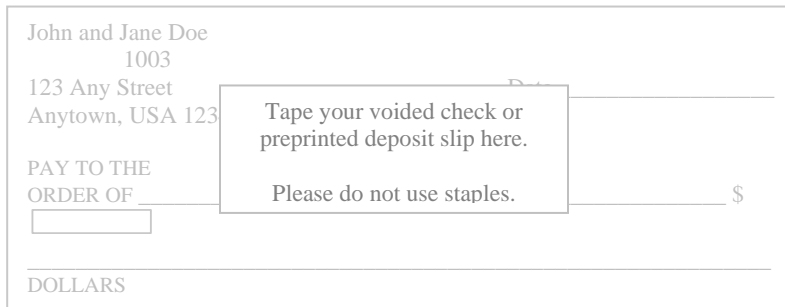 John and Jane Doe
1003
123 Any Street
Anytown, USA 123
Tape your voided check or
preprinted deposit slip here.
Please do not use staples.
PAY TO THE
ORDER OF $
DOLLARS